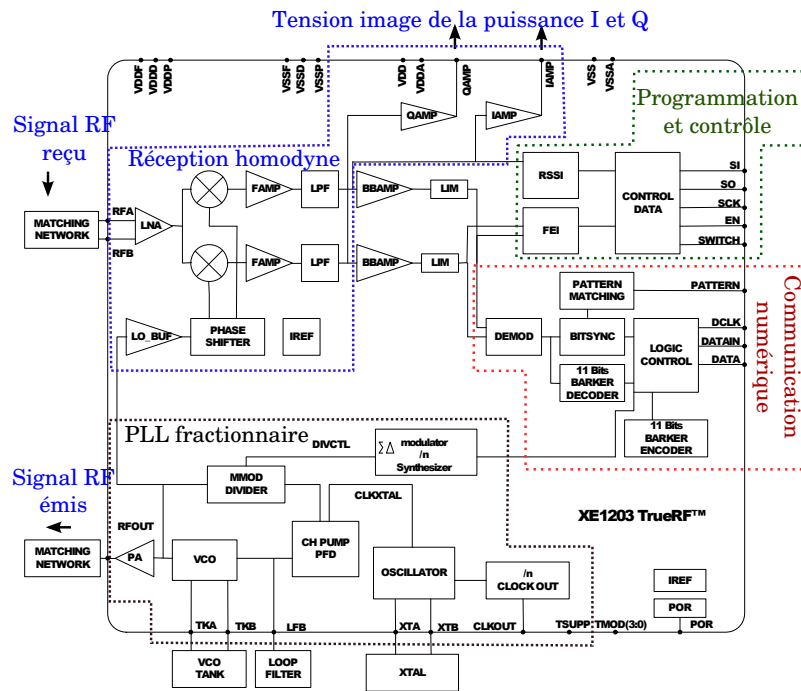 Tension image de la puissance I et Q
VDDF
VDDD
VDDP
VSSF
VSSD
VSSP
VDD
VDDA
QAMP
IAMP
VSS
VSSA
Programmation
et contrôle
Signal RF
reçu
Réception homodyne
QAMP
IAMP
RSSI
CONTROL
DATA
SI
SO
SCK
EN
SWITCH
MATCHING
NETWORK
RFA
RFB
LNA
FAMP
LPF
BBAMP
LIM
FEI
FAMP
LPF
BBAMP
LIM
PATTERN
MATCHING
PATTERN
LO_BUF
PHASE
SHIFTER
IREF
DEMOD
BITSYNC
LOGIC
CONTROL
DCLK
DATAIN
DATA
11 Bits
BARKER
DECODER
11 Bits
BARKER
ENCODER
Communication
numérique
PLL fractionnaire
DIVCTL
ΣΔ modulator
/n
Synthesizer
MMOD
DIVIDER
CLKXTAL
Signal RF
émis
RFOUT
MATCHING
NETWORK
PA
VCO
CH PUMP
PFD
OSCILLATOR
/n
CLOCK OUT
XE1203 TrueRF™
IREF
POR
TKA
TKB
LFB
XTA
XTB
CLKOUT
TSUPP
TMOD(3:0)
POR
VCO
TANK
LOOP
FILTER
XTAL